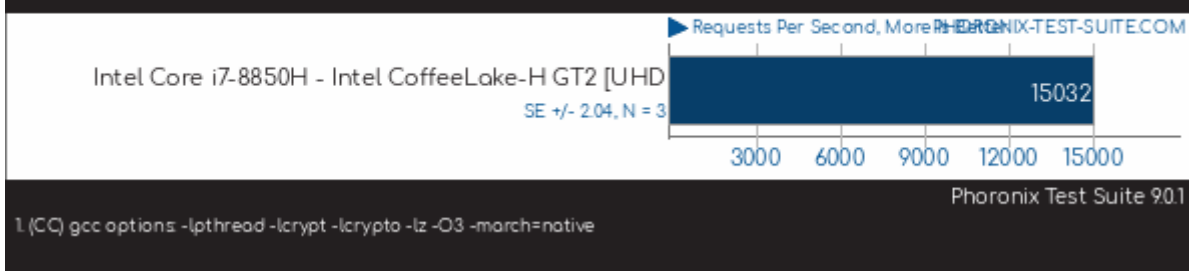 Requests Per Second, More Is Better
PHORONIX-TEST-SUITE.COM
Intel Core i7-8850H - Intel CoffeeLake-H GT2 [UHD
SE +/- 2.04, N = 3
15032
3000 6000 9000 12000 15000
Phoronix Test Suite 9.0.1
1. (CC) gcc options: -lpthread -lcrypt -lcrypto -lz -O3 -march=native